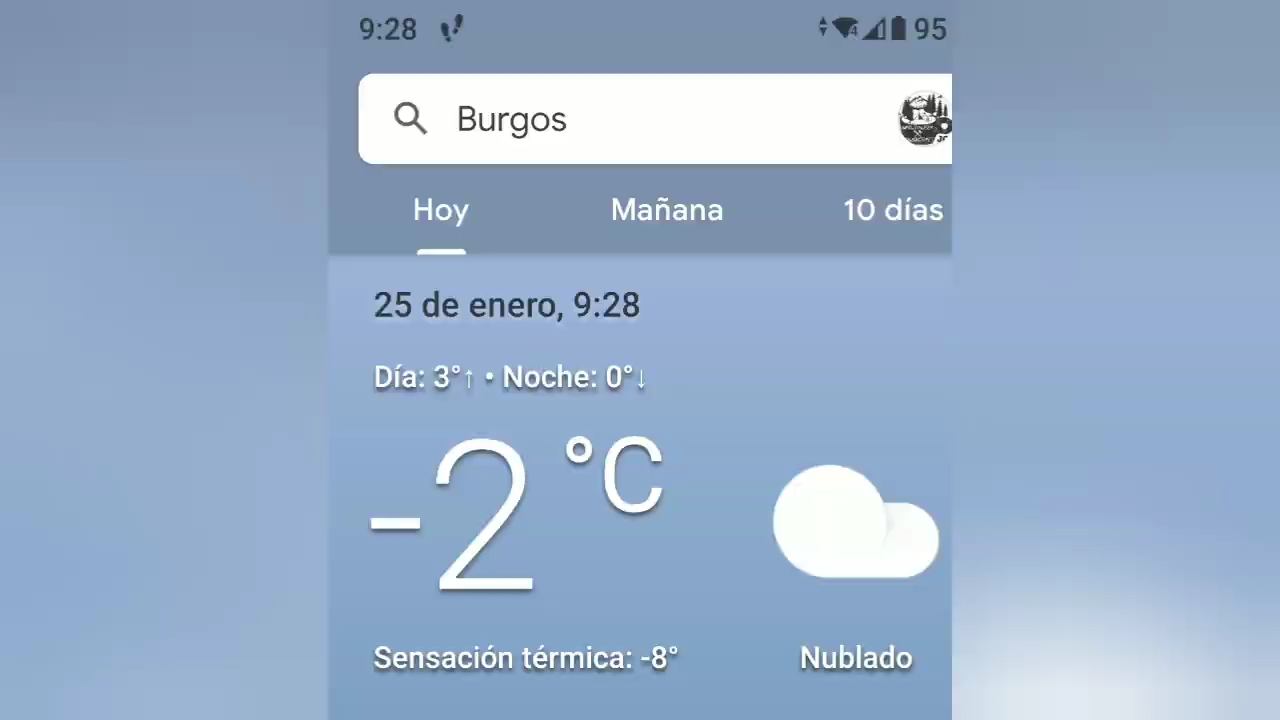 9:28 95
Burgos
Hoy Mañana 10 días
25 de enero, 9:28
Día: 3°↑ • Noche: 0°↓
-2 °C
Sensación térmica: -8° Nublado